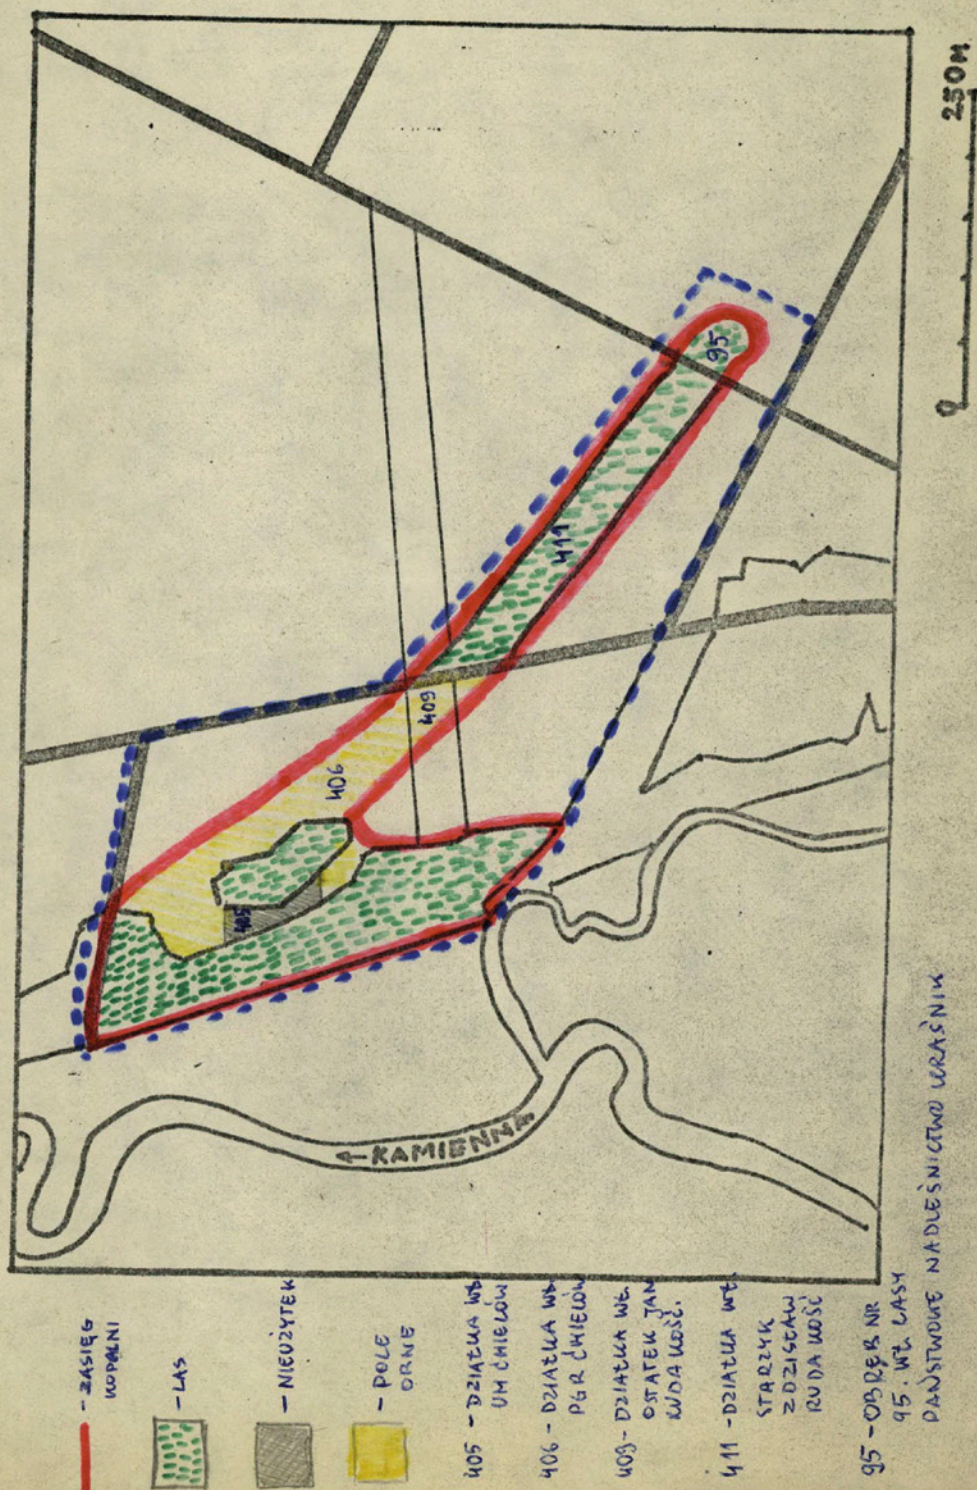 - ZASIĘG
KOPALNI
- LAS
- NIEUŻYTEK
- POLE
ORNE
405 - DZIAŁKA WŁ.
UM ĆMIELÓW
406 - DZIAŁKA WŁ.
PGR ĆMIELÓW
409 - DZIAŁKA WŁ.
OSTATEK JAN
RUDA KOŚĆ.
411 - DZIAŁKA WŁ.
STARZYK
ZDZISŁAW
RUDA KOŚĆ
95 - OBRĘB NR
95. WŁ. LASY
PAŃSTWOWE NADLEŚNICTWO KRAŚNIK
← KAMIENNA
405
406
409
411
95
0
250M